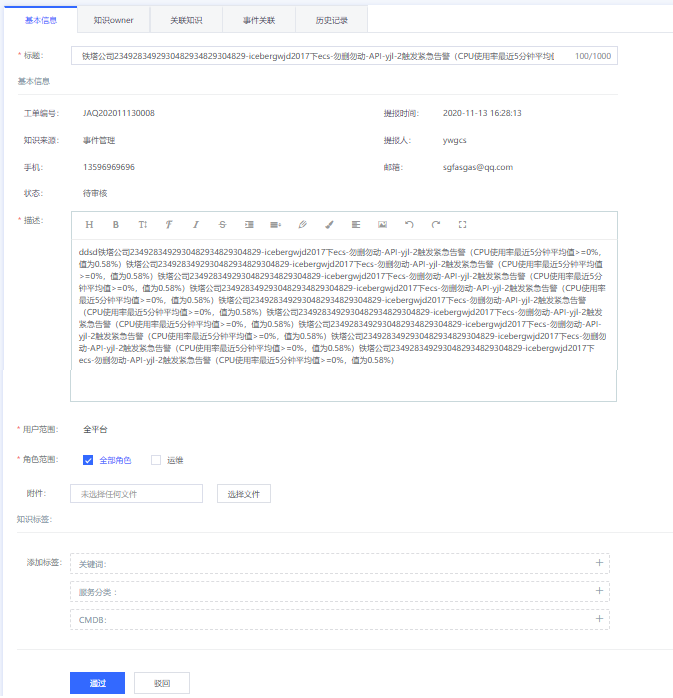 基本信息 知识owner 关联知识 事件关联 历史记录
* 标题： 铁塔公司2349283492930482934829304829-icebergwjd2017下ecs-勿删勿动-API-yjl-2触发紧急告警（CPU使用率最近5分钟平均值 100/1000
基本信息
工单编号： JAQ202011130008 提报时间： 2020-11-13 16:28:13
知识来源： 事件管理 提报人： ywgcs
手机： 13596969696 邮箱： sgfasgas@qq.com
状态： 待审核
* 描述： H B T I S
ddsd铁塔公司2349283492930482934829304829-icebergwjd2017下ecs-勿删勿动-API-yjl-2触发紧急告警（CPU使用率最近5分钟平均值>=0%，
值为0.58%）铁塔公司2349283492930482934829304829-icebergwjd2017下ecs-勿删勿动-API-yjl-2触发紧急告警（CPU使用率最近5分钟平均值
>=0%，值为0.58%）铁塔公司2349283492930482934829304829-icebergwjd2017下ecs-勿删勿动-API-yjl-2触发紧急告警（CPU使用率最近5分
钟平均值>=0%，值为0.58%）铁塔公司2349283492930482934829304829-icebergwjd2017下ecs-勿删勿动-API-yjl-2触发紧急告警（CPU使用率
最近5分钟平均值>=0%，值为0.58%）铁塔公司2349283492930482934829304829-icebergwjd2017下ecs-勿删勿动-API-yjl-2触发紧急告警
（CPU使用率最近5分钟平均值>=0%，值为0.58%）铁塔公司2349283492930482934829304829-icebergwjd2017下ecs-勿删勿动-API-yjl-2触发
紧急告警（CPU使用率最近5分钟平均值>=0%，值为0.58%）铁塔公司2349283492930482934829304829-icebergwjd2017下ecs-勿删勿动-API-
yjl-2触发紧急告警（CPU使用率最近5分钟平均值>=0%，值为0.58%）铁塔公司2349283492930482934829304829-icebergwjd2017下ecs-勿删勿
动-API-yjl-2触发紧急告警（CPU使用率最近5分钟平均值>=0%，值为0.58%）铁塔公司2349283492930482934829304829-icebergwjd2017下
ecs-勿删勿动-API-yjl-2触发紧急告警（CPU使用率最近5分钟平均值>=0%，值为0.58%）
* 用户范围： 全平台
* 角色范围： 全部角色 运维
附件： 未选择任何文件 选择文件
知识标签：
添加标签： 关键词： +
服务分类： +
CMDB： +
通过 驳回